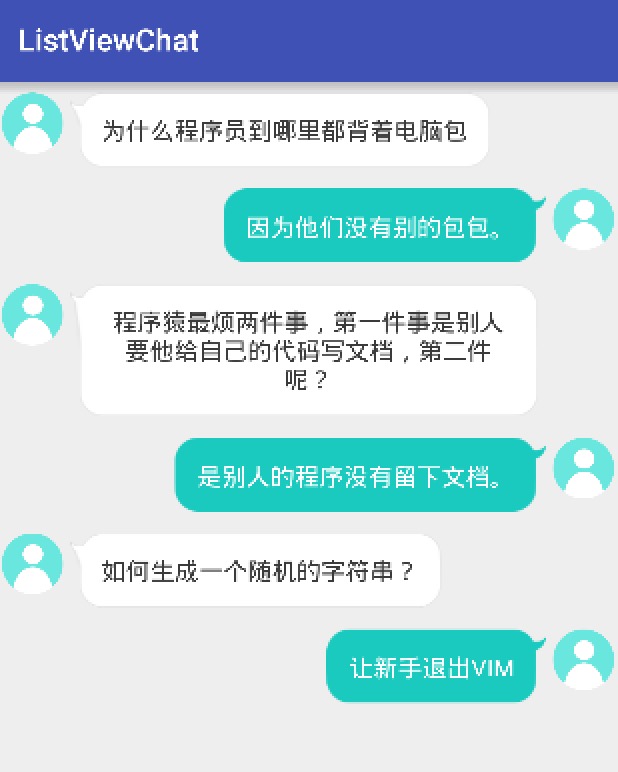 ListViewChat
为什么程序员到哪里都背着电脑包
因为他们没有别的包包。
程序猿最烦两件事，第一件事是别人
要他给自己的代码写文档，第二件
呢？
是别人的程序没有留下文档。
如何生成一个随机的字符串？
让新手退出VIM